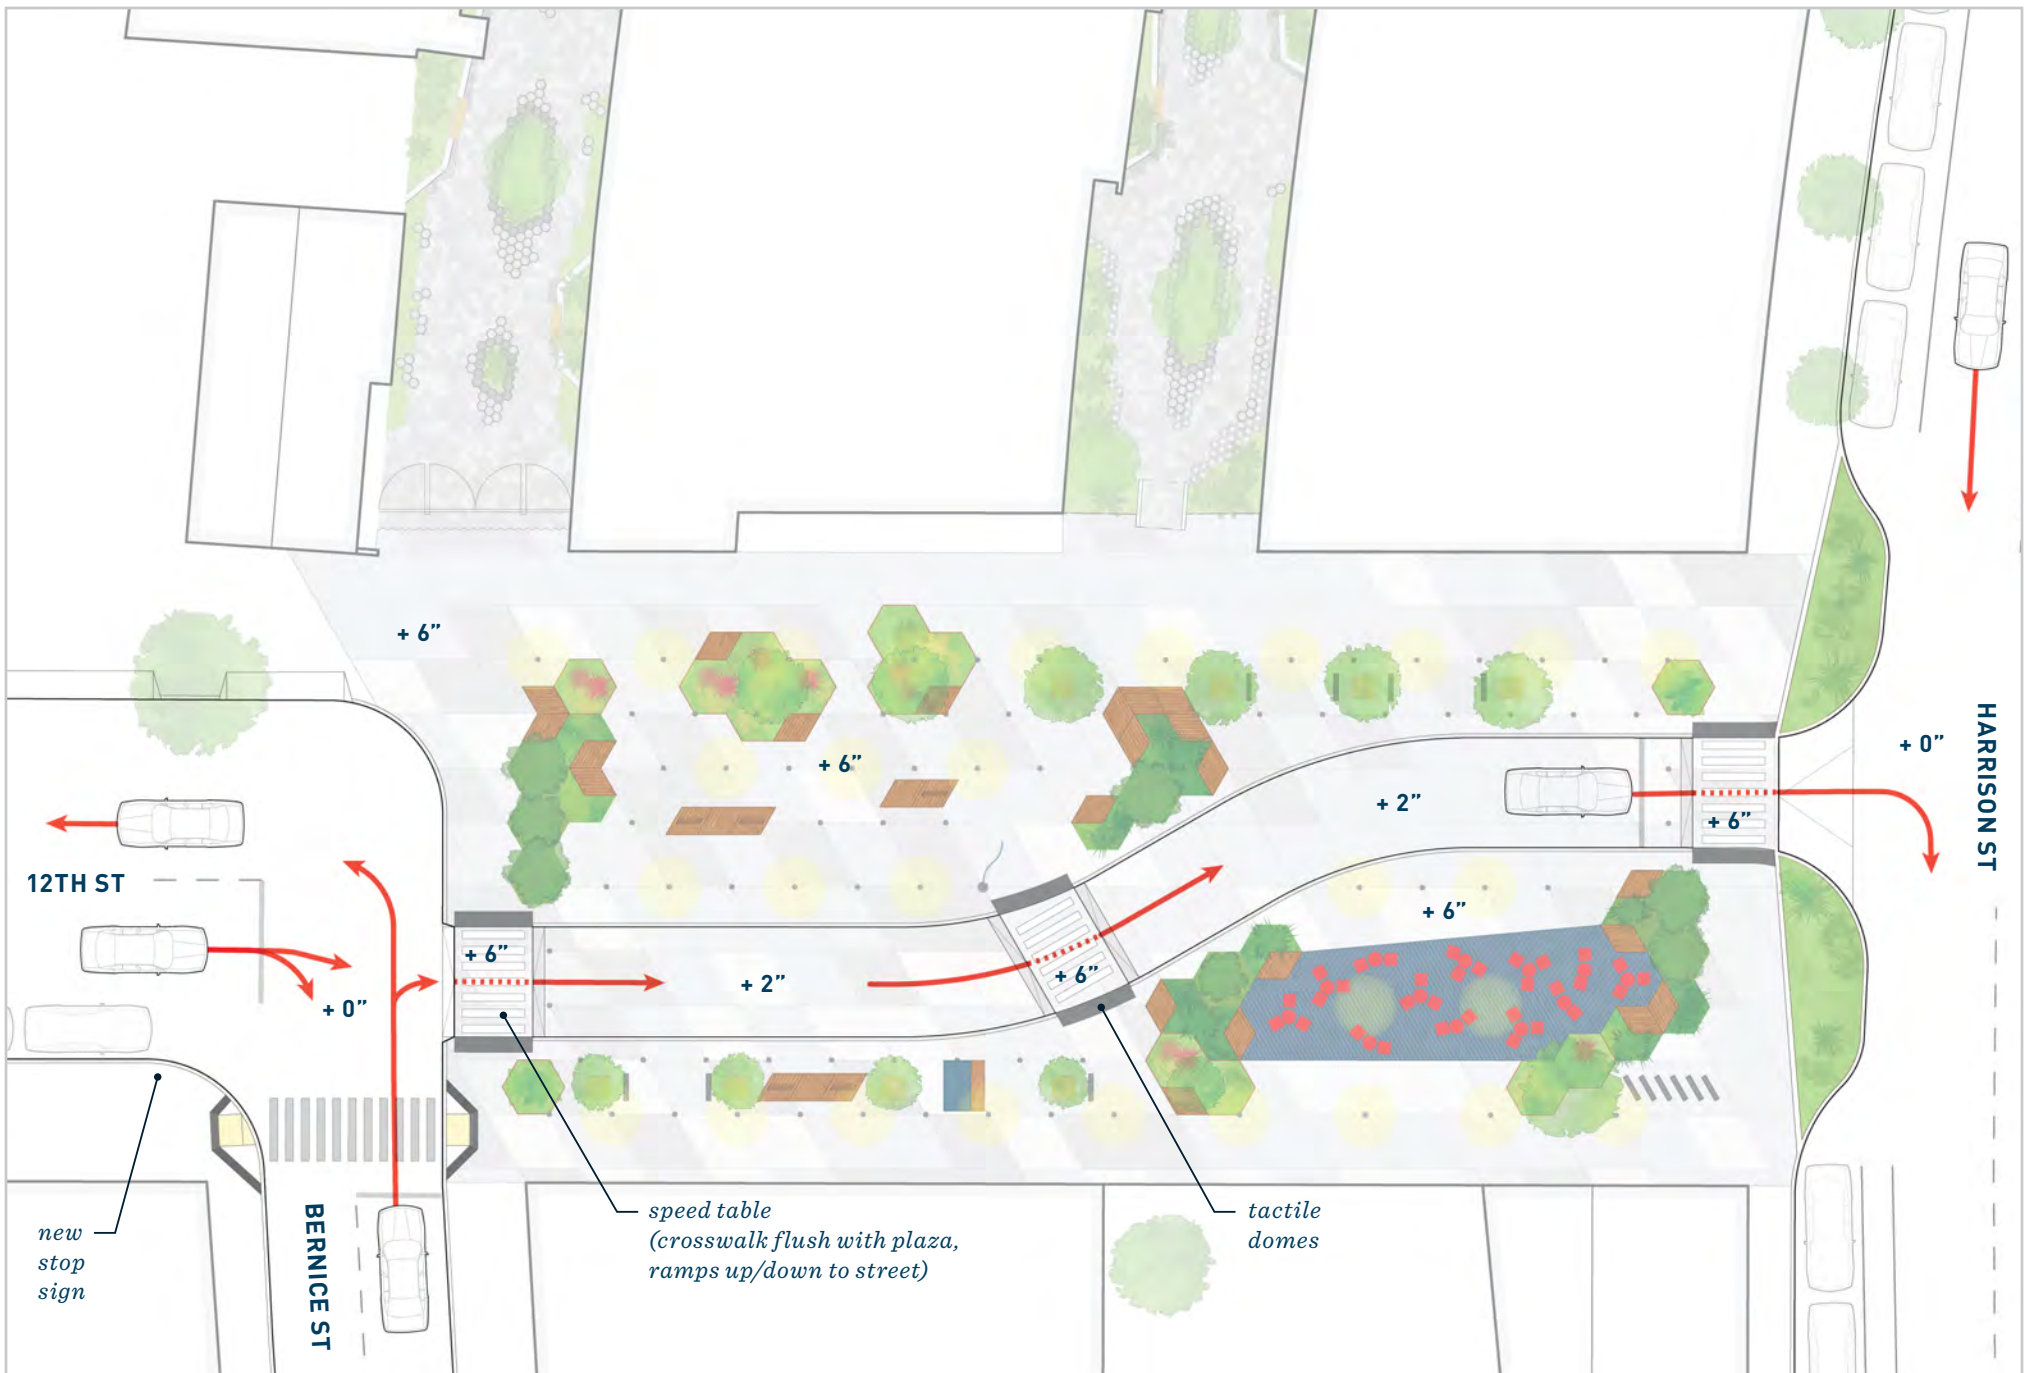 + 6”
HARRISON ST
+ 0”
+ 6”
+ 2”
+ 6”
12TH ST
+ 6”
+ 6”
+ 6”
+ 2”
+ 0”
BERNICE ST
new
stop
sign
speed table
(crosswalk flush with plaza,
ramps up/down to street)
tactile
domes